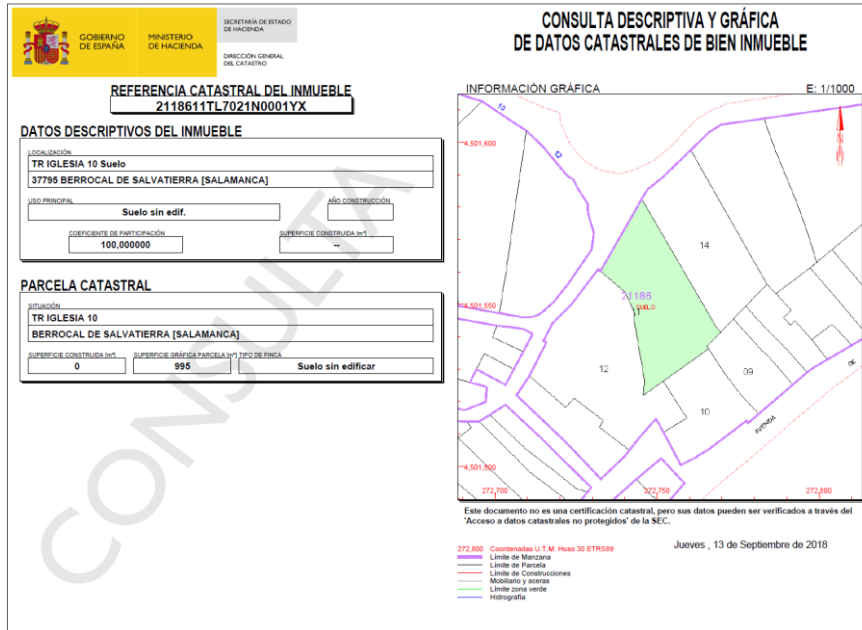 GOBIERNO
DE ESPAÑA
MINISTERIO
DE HACIENDA
SECRETARÍA DE ESTADO
DE HACIENDA
DIRECCIÓN GENERAL
DEL CATASTRO
CONSULTA DESCRIPTIVA Y GRÁFICA
DE DATOS CATASTRALES DE BIEN INMUEBLE
REFERENCIA CATASTRAL DEL INMUEBLE
2118611TL7021N0001YX
DATOS DESCRIPTIVOS DEL INMUEBLE
LOCALIZACIÓN
TR IGLESIA 10 Suelo
37795 BERROCAL DE SALVATIERRA [SALAMANCA]
USO PRINCIPAL
AÑO CONSTRUCCIÓN
Suelo sin edif.
COEFICIENTE DE PARTICIPACIÓN
SUPERFICIE CONSTRUIDA [m²]
100,000000
--
PARCELA CATASTRAL
SITUACIÓN
TR IGLESIA 10
BERROCAL DE SALVATIERRA [SALAMANCA]
SUPERFICIE CONSTRUIDA [m²]
SUPERFICIE GRÁFICA PARCELA [m²]
TIPO DE FINCA
0
995
Suelo sin edificar
CONSULTA
INFORMACIÓN GRÁFICA
E: 1/1000
10
12
4,501,600
14
21186
SUELO
11
4,501,550
12
09
10
AVENIDA
DE
4,501,500
272,700
272,750
272,800
Este documento no es una certificación catastral, pero sus datos pueden ser verificados a través del
'Acceso a datos catastrales no protegidos' de la SEC.
272,800 Coordenadas U.T.M. Huso 30 ETRS89
Límite de Manzana
Límite de Parcela
Límite de Construcciones
Mobiliario y aceras
Límite zona verde
Hidrografía
Jueves , 13 de Septiembre de 2018